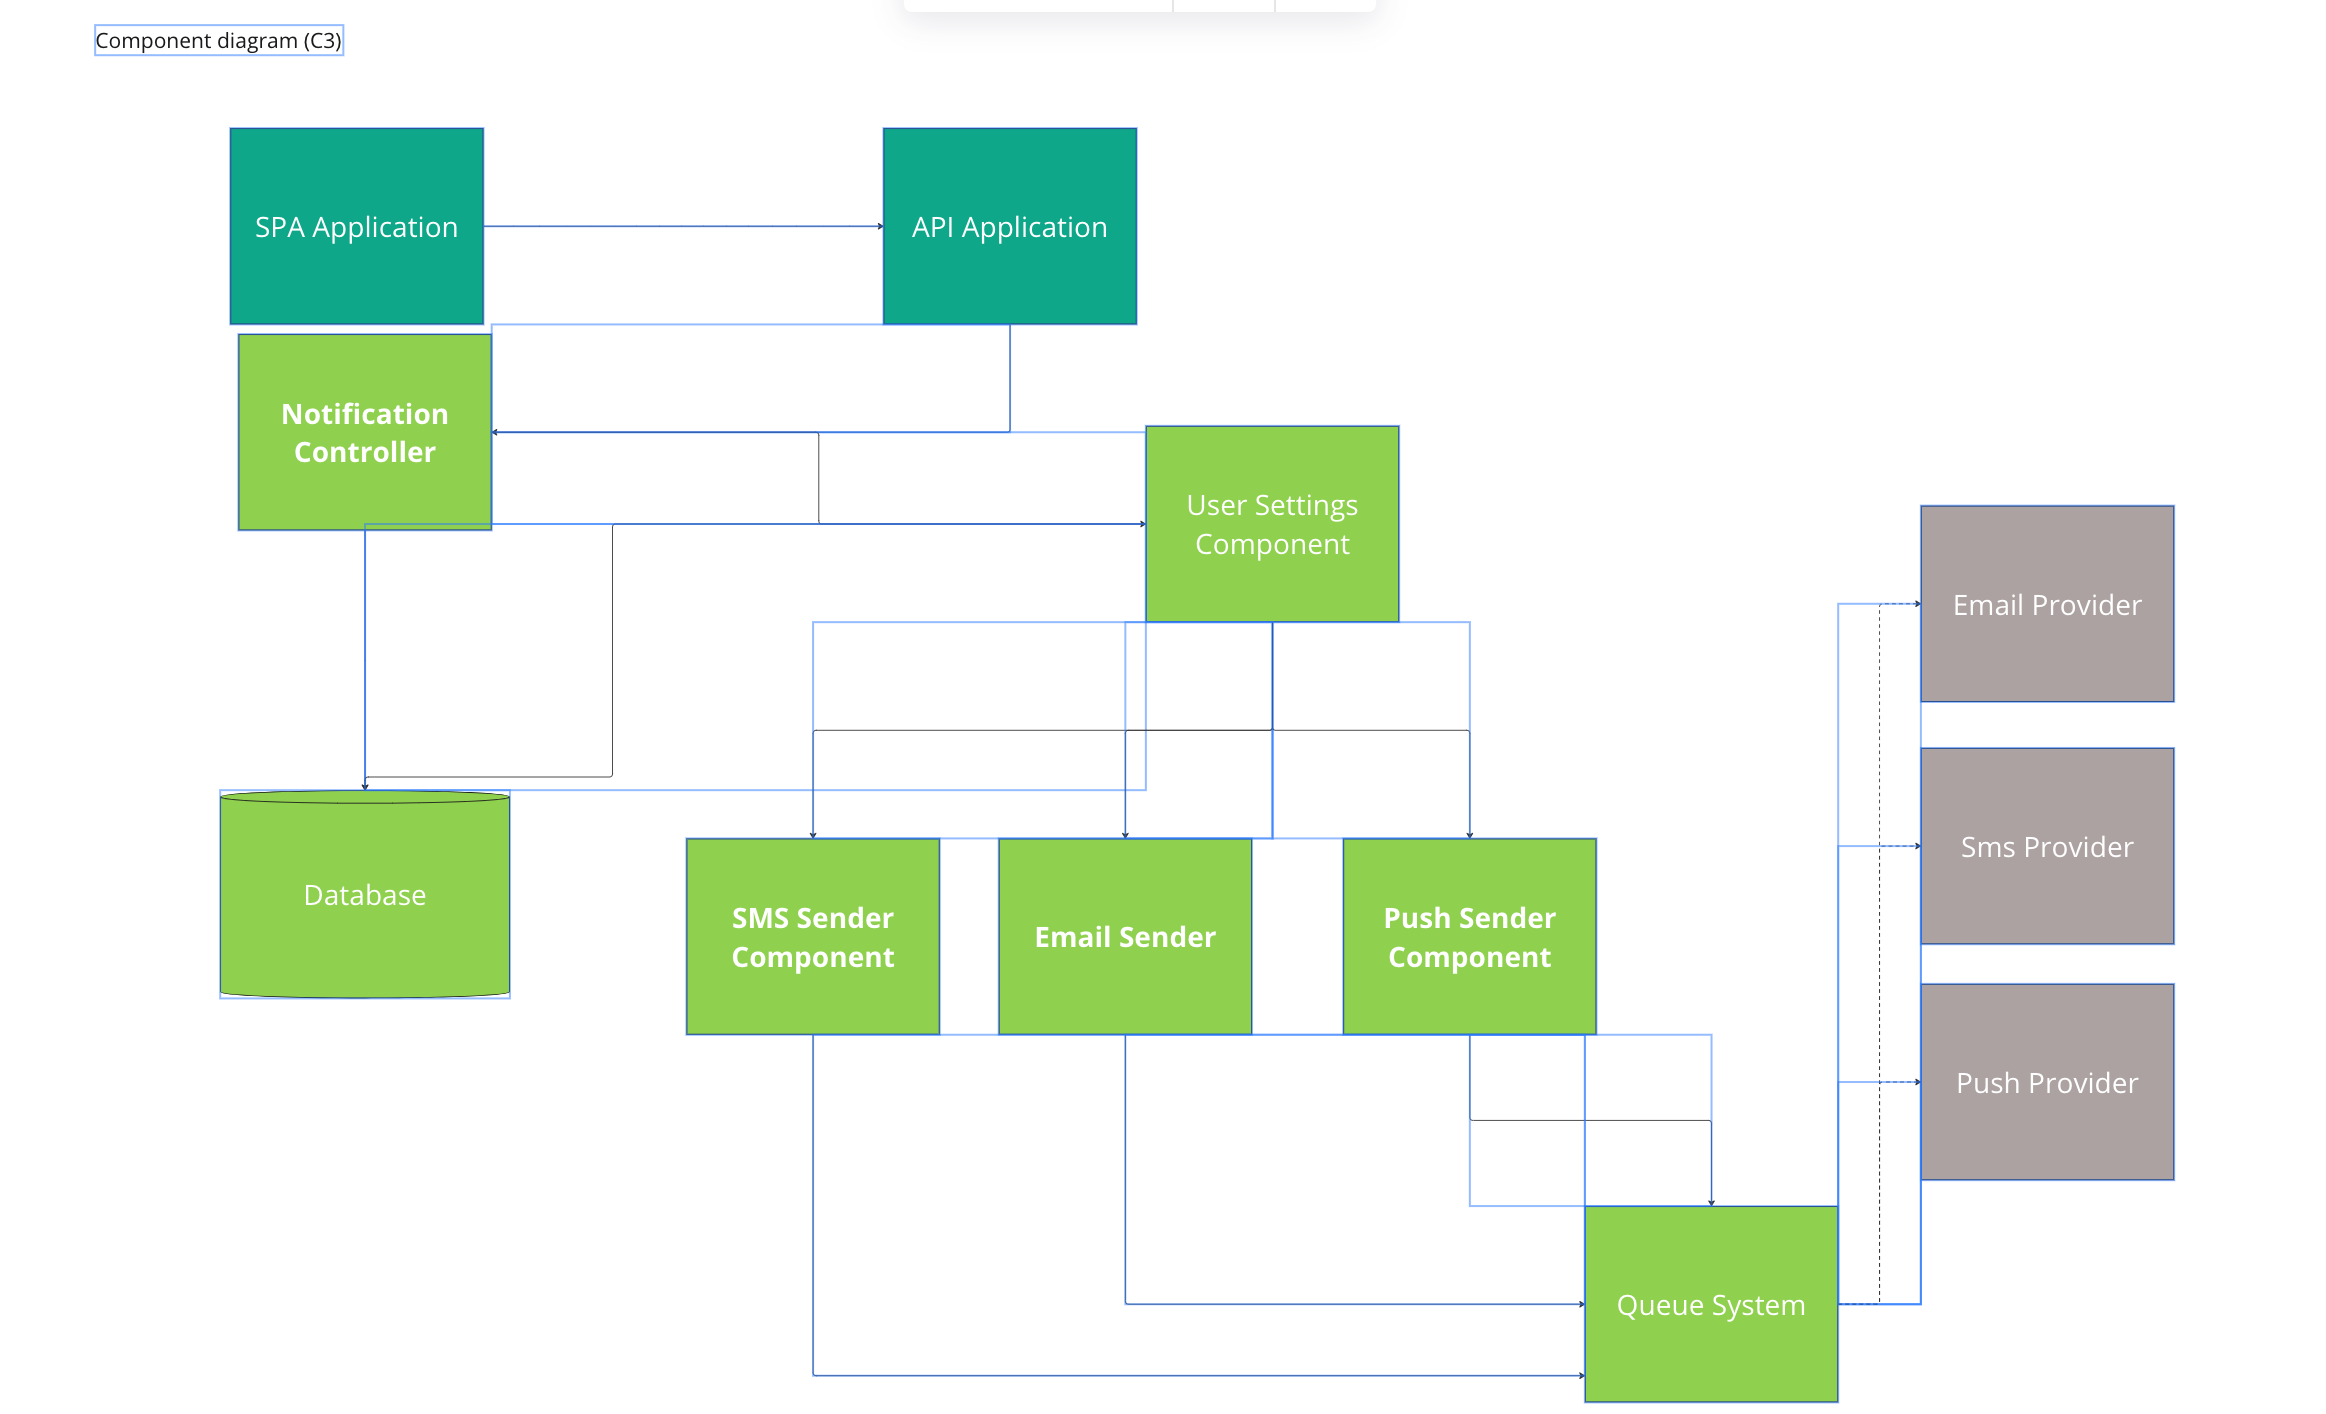 Component diagram (C3)
SPA Application
API Application
Notification
Controller
User Settings
Component
Email Provider
Sms Provider
Database
SMS Sender
Component
Email Sender
Push Sender
Component
Push Provider
Queue System